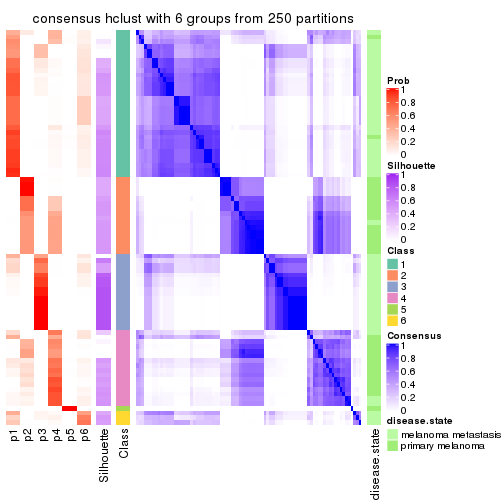 consensus hclust with 6 groups from 250 partitions
Prob
1
0.8
0.6
0.4
0.2
0
Silhouette
1
0.8
0.6
0.4
0.2
0
Class
1
2
3
4
5
6
Consensus
1
0.8
0.6
0.4
0.2
0
disease.state
melanoma metastasis
primary melanoma
p1
p2
p3
p4
p5
p6
Silhouette
Class
disease.state